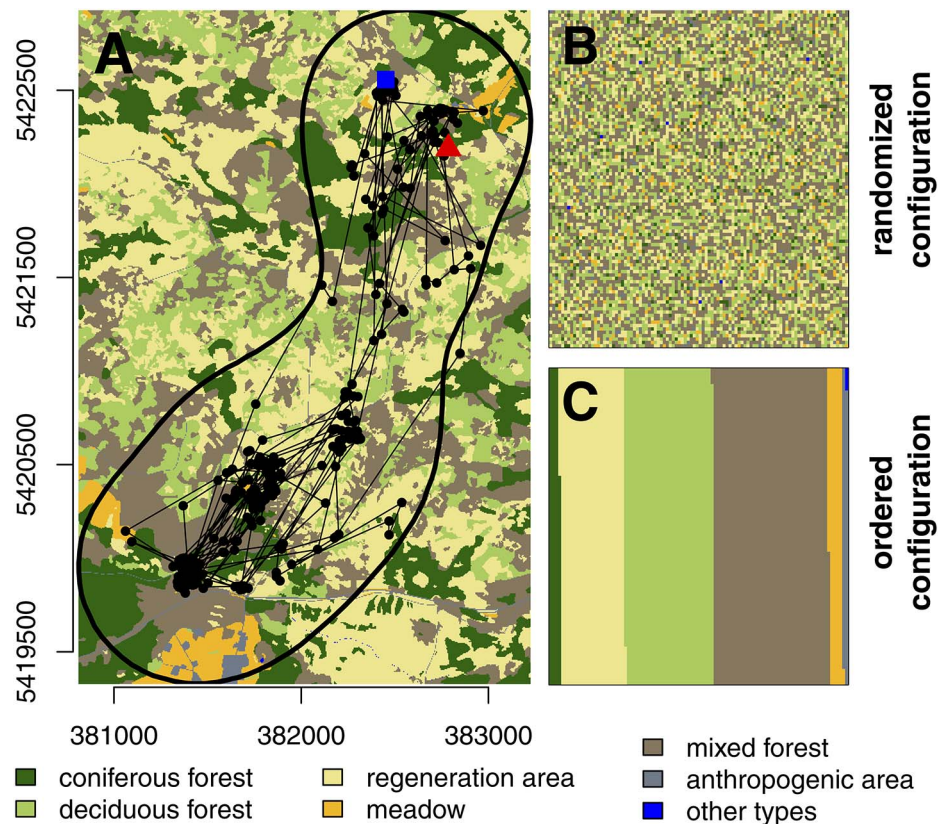 A
B
randomized
configuration
C
ordered
configuration
5422500
5421500
5420500
5419500
381000 382000 383000
coniferous forest
deciduous forest
regeneration area
meadow
mixed forest
anthropogenic area
other types